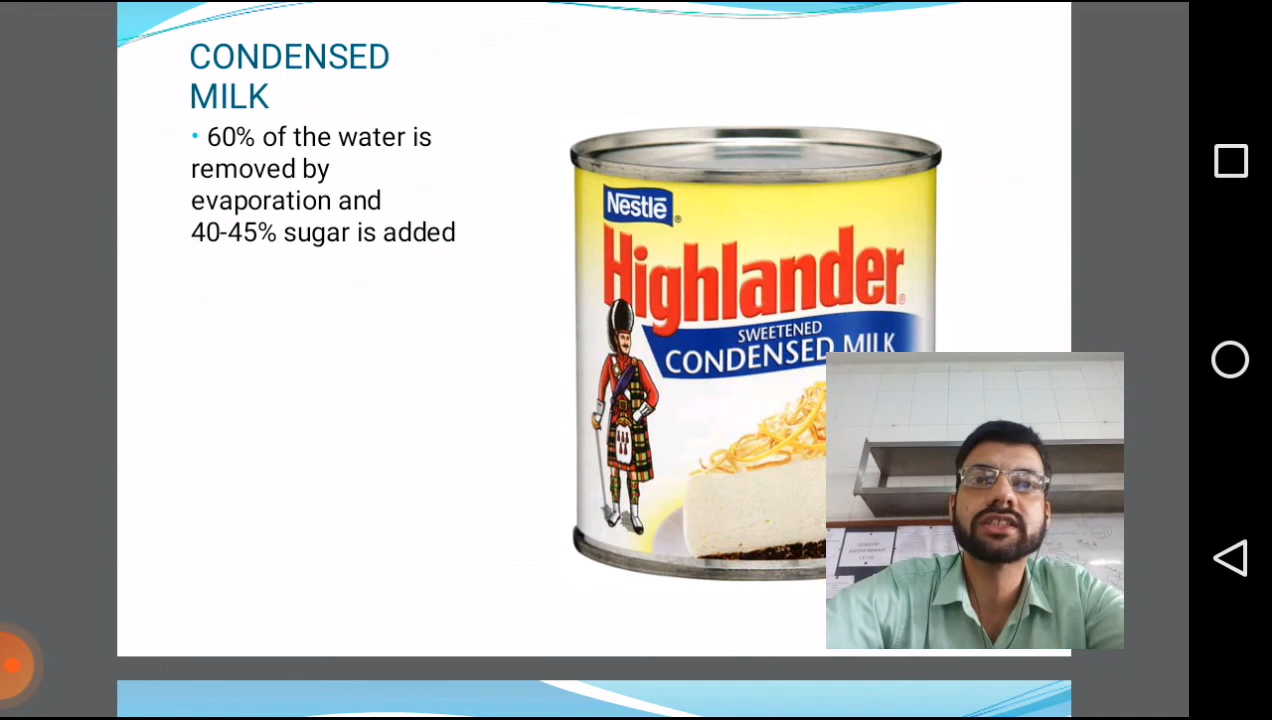 CONDENSED
MILK
• 60% of the water is
removed by
evaporation and
40-45% sugar is added
Nestlē®
Highlander®
SWEETENED
CONDENSED MILK